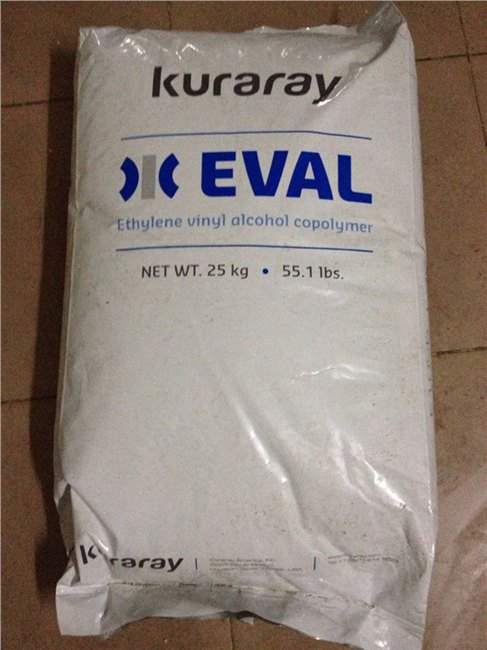 kuraray
EVAL
Ethylene vinyl alcohol copolymer
NET WT. 25 kg • 55.1 lbs.
kuraray